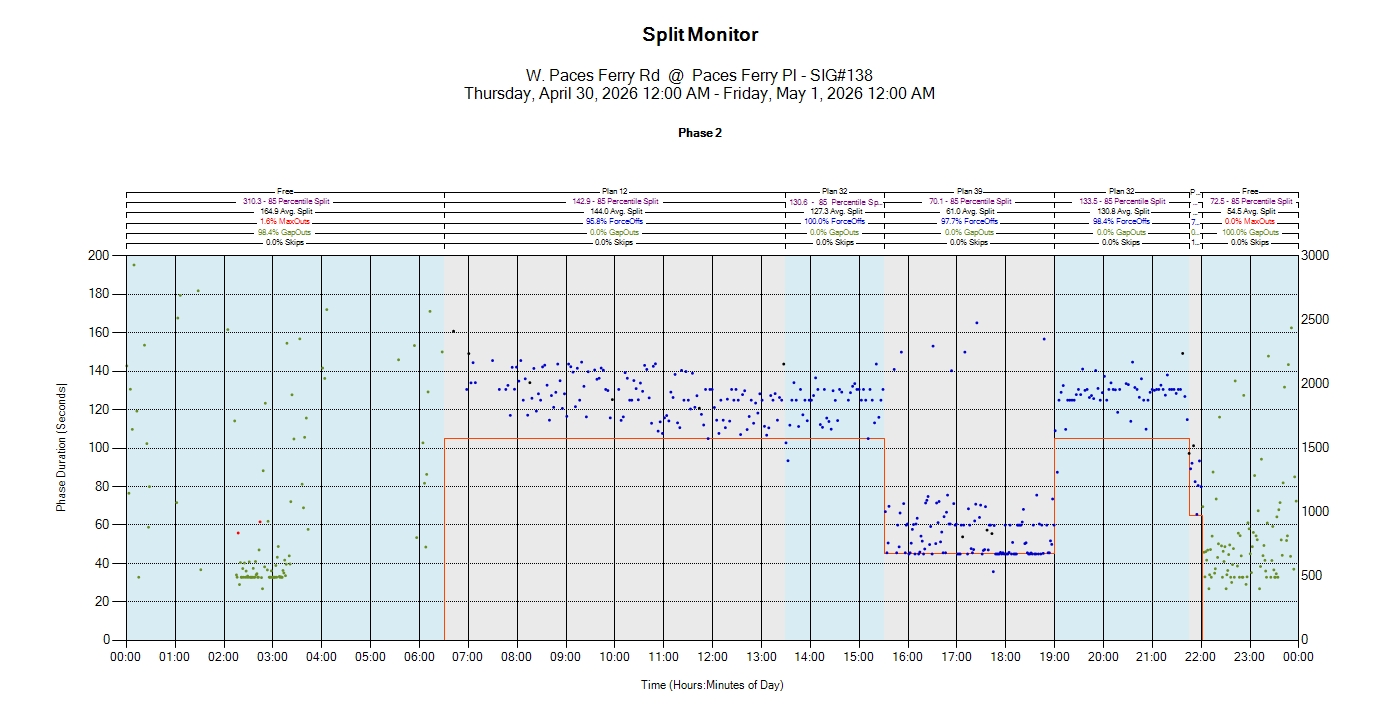 Split Monitor
W. Paces Ferry Rd @ Paces Ferry Pl - SIG#138
Thursday, April 30, 2026 12:00 AM - Friday, May 1, 2026 12:00 AM
Phase 2
Free Plan 12 Plan 32 Plan 39 Plan 32 P... Free
310.3 - 85 Percentile Split 142.9 - 85 Percentile Split 130.6 - 85 Percentile Sp... 70.1 - 85 Percentile Split 133.5 - 85 Percentile Split ... 72.5 - 85 Percentile Split
164.9 Avg. Split 144.0 Avg. Split 127.3 Avg. Split 61.0 Avg. Split 130.8 Avg. Split ... 54.5 Avg. Split
1.6% MaxOuts 95.8% ForceOffs 100.0% ForceOffs 97.7% ForceOffs 98.4% ForceOffs 7... 0.0% MaxOuts
98.4% GapOuts 0.0% GapOuts 0.0% GapOuts 0.0% GapOuts 0.0% GapOuts 0... 100.0% GapOuts
0.0% Skips 0.0% Skips 0.0% Skips 0.0% Skips 0.0% Skips 1... 0.0% Skips
200 3000
180
160 2500
140
120 2000
100 1500
80
60 1000
40 500
20
0 0
Phase Duration [Seconds]
00:00 01:00 02:00 03:00 04:00 05:00 06:00 07:00 08:00 09:00 10:00 11:00 12:00 13:00 14:00 15:00 16:00 17:00 18:00 19:00 20:00 21:00 22:00 23:00 00:00
Time (Hours:Minutes of Day)